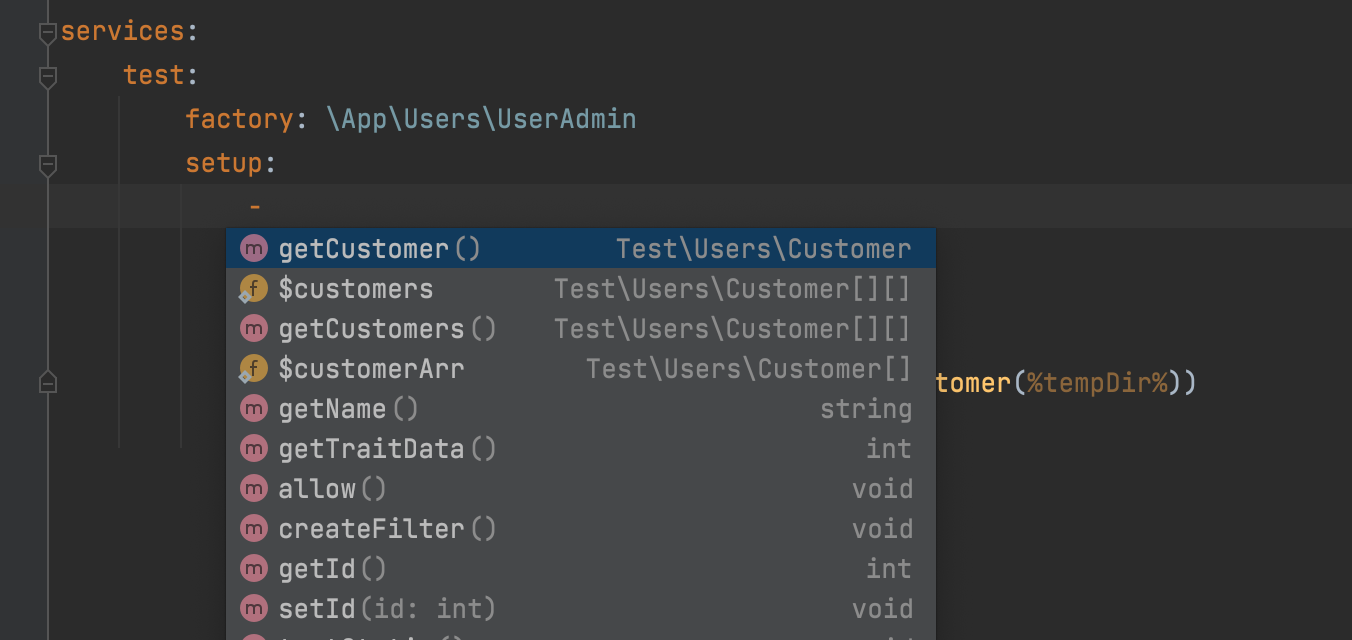 services:
test:
factory: \App\Users\UserAdmin
setup:
-
m getCustomer() Test\Users\Customer
f $customers Test\Users\Customer[][]
m getCustomers() Test\Users\Customer[][]
f $customerArr Test\Users\Customer[]
tomer(%tempDir%))
m getName() string
m getTraitData() int
m allow() void
m createFilter() void
m getId() int
m setId(id: int) void